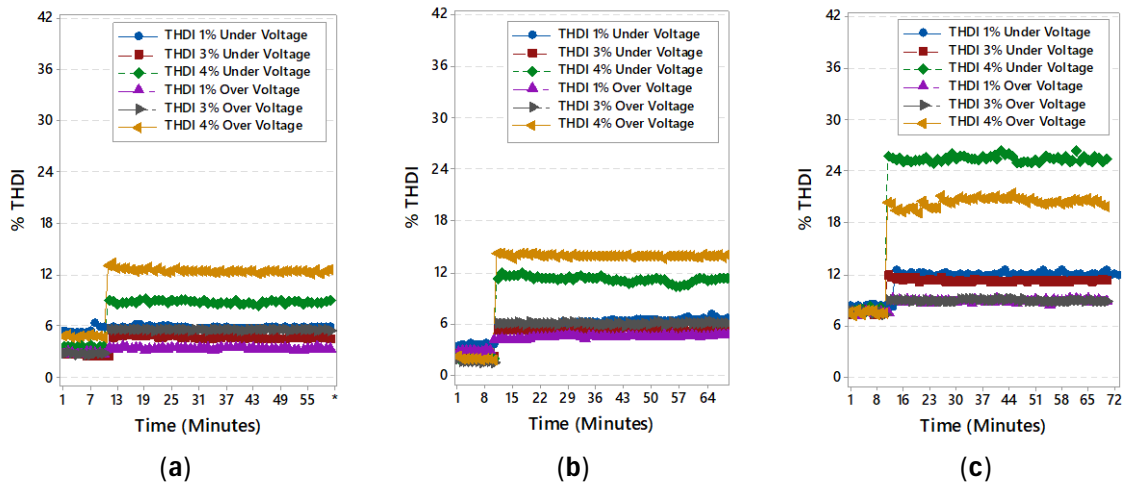 42
36
30
24
18
12
6
0
% THDI
THDI 1% Under Voltage
THDI 3% Under Voltage
THDI 4% Under Voltage
THDI 1% Over Voltage
THDI 3% Over Voltage
THDI 4% Over Voltage
1 7 13 19 25 31 37 43 49 55 *
Time (Minutes)
(a)
42
36
30
24
18
12
6
0
% THDI
THDI 1% Under Voltage
THDI 3% Under Voltage
THDI 4% Under Voltage
THDI 1% Over Voltage
THDI 3% Over Voltage
THDI 4% Over Voltage
1 8 15 22 29 36 43 50 57 64
Time (Minutes)
(b)
42
36
30
24
18
12
6
0
% THDI
THDI 1% Under Voltage
THDI 3% Under Voltage
THDI 4% Under Voltage
THDI 1% Over Voltage
THDI 3% Over Voltage
THDI 4% Over Voltage
1 8 16 23 30 37 44 51 58 65 72
Time (Minutes)
(c)